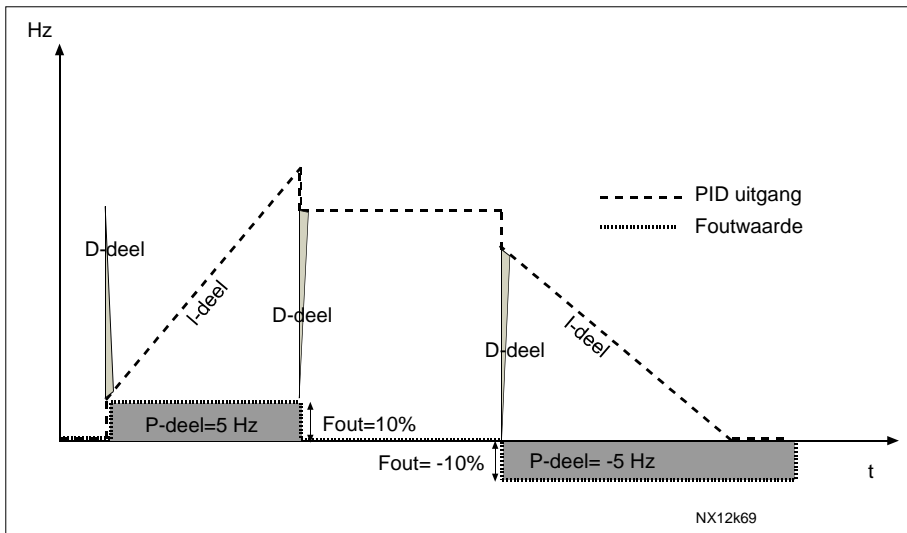 Hz
PID uitgang
Foutwaarde
D-deel
I-deel
D-deel
I-deel
D-deel
P-deel=5 Hz
Fout=10%
Fout= -10%
P-deel= -5 Hz
t
NX12k69